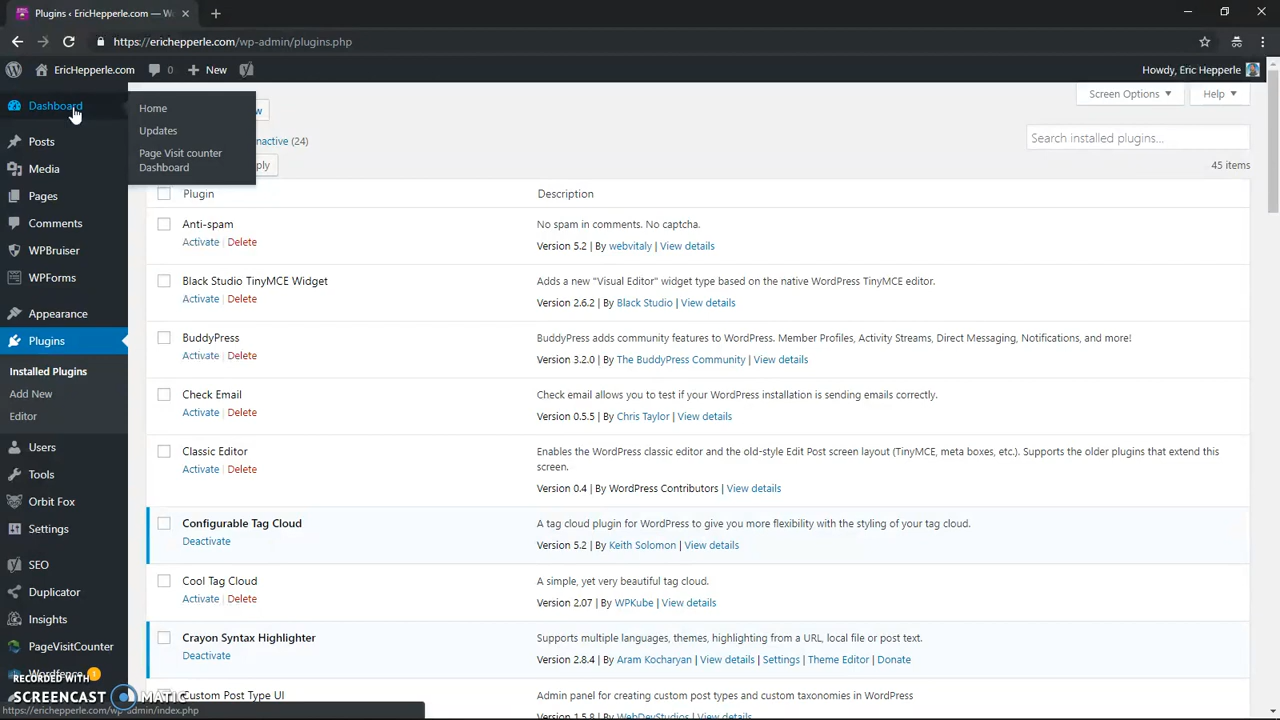 Plugins ‹ EricHepperle.com — W
https://erichepperle.com/wp-admin/plugins.php
EricHepperle.com
0
New
Howdy, Eric Hepperle
Dashboard
Home
Updates
Page Visit counter
Dashboard
Screen Options
Help
Posts
Media
Pages
Comments
WPBruiser
WPForms
Appearance
Plugins
Installed Plugins
Add New
Editor
Users
Tools
Orbit Fox
Settings
SEO
Duplicator
Insights
PageVisitCounter
(24)
Search installed plugins...
45 items
Plugin
Description
Anti-spam
Activate | Delete
No spam in comments. No captcha.
Version 5.2 | By webvitaly | View details
Black Studio TinyMCE Widget
Activate | Delete
Adds a new "Visual Editor" widget type based on the native WordPress TinyMCE editor.
Version 2.6.2 | By Black Studio | View details
BuddyPress
Activate | Delete
BuddyPress adds community features to WordPress. Member Profiles, Activity Streams, Direct Messaging, Notifications, and more!
Version 3.2.0 | By The BuddyPress Community | View details
Check Email
Activate | Delete
Check email allows you to test if your WordPress installation is sending emails correctly.
Version 0.5.5 | By Chris Taylor | View details
Classic Editor
Activate | Delete
Enables the WordPress classic editor and the old-style Edit Post screen layout (TinyMCE, meta boxes, etc.). Supports the older plugins that extend this
screen.
Version 0.4 | By WordPress Contributors | View details
Configurable Tag Cloud
Deactivate
A tag cloud plugin for WordPress to give you more flexibility with the styling of your tag cloud.
Version 5.2 | By Keith Solomon | View details
Cool Tag Cloud
Activate | Delete
A simple, yet very beautiful tag cloud.
Version 2.07 | By WPKube | View details
Crayon Syntax Highlighter
Deactivate
Supports multiple languages, themes, highlighting from a URL, local file or post text.
Version 2.8.4 | By Aram Kocharyan | View details | Settings | Theme Editor | Donate
Custom Post Type UI
Admin panel for creating custom post types and custom taxonomies in WordPress
Version 1.5.8 | By WebDevStudios | View details
RECORDED WITH
SCREENCAST MATIC
https://erichepperle.com/wp-admin/index.php